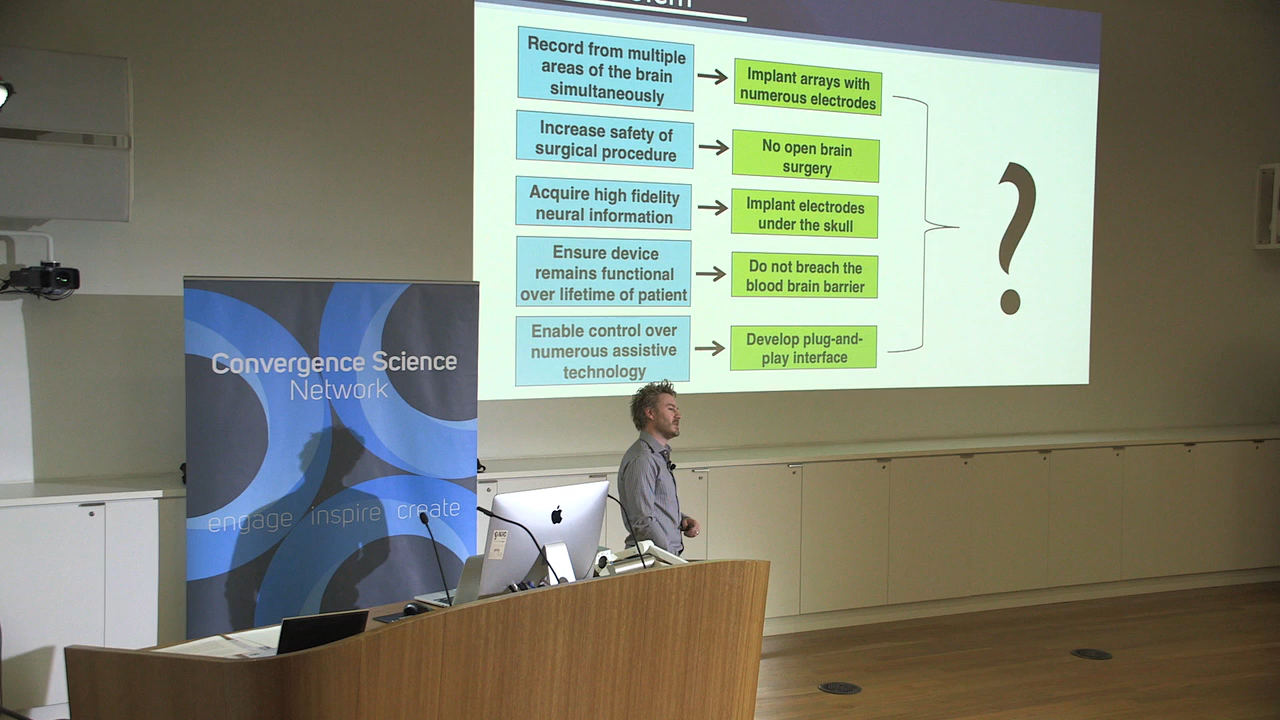 Record from multiple
areas of the brain
simultaneously
Implant arrays with
numerous electrodes
Increase safety of
surgical procedure
No open brain
surgery
Acquire high fidelity
neural information
Implant electrodes
under the skull
Ensure device
remains functional
over lifetime of patient
Do not breach the
blood brain barrier
Enable control over
numerous assistive
technology
Develop plug-and-
play interface
?
Convergence Science
Network
engage inspire create